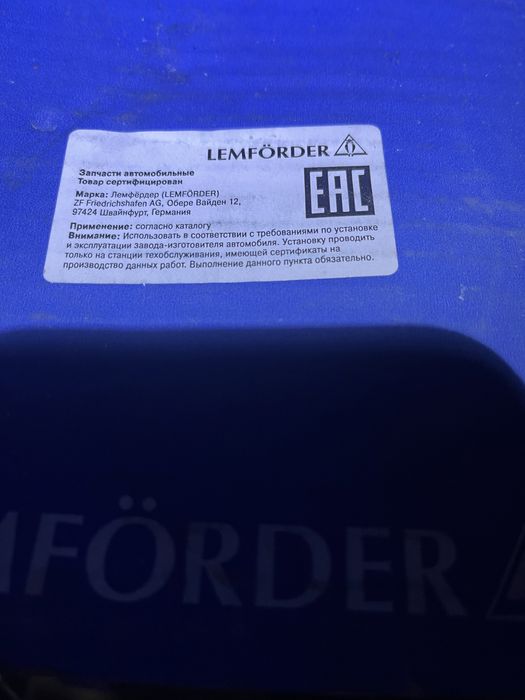 LEMFÖRDER
Запчасти автомобильные
Товар сертифицирован
EAC
Марка: Лемфёрдер (LEMFÖRDER)
ZF Friedrichshafen AG, Обере Вайден 12,
97424 Швайнфурт, Германия
Применение: согласно каталогу
Внимание: Использовать в соответствии с требованиями по установке
и эксплуатации завода-изготовителя автомобиля. Установку проводить
только на станции техобслуживания, имеющей сертификаты на
производство данных работ. Выполнение данного пункта обязательно.
MFÖRDER